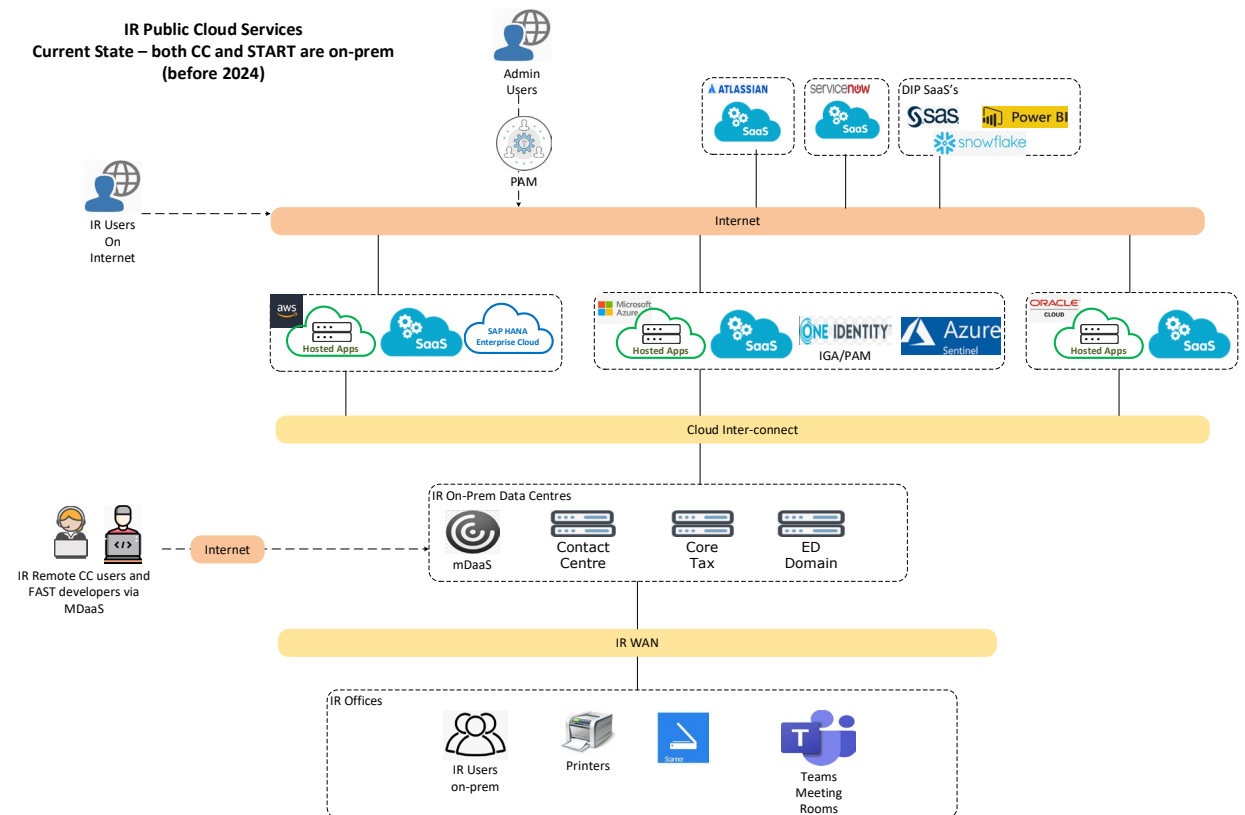 IR Public Cloud Services
Current State – both CC and START are on-prem
(before 2024)
Admin
Users
PAM
IR Users
On
Internet
ATLASSIAN
SaaS
servicenow
SaaS
DIP SaaS's
sas
Power BI
snowflake
Internet
aws
Hosted Apps
SaaS
SAP HANA
Enterprise Cloud
Microsoft
Azure
Hosted Apps
SaaS
ONE IDENTITY
IGA/PAM
Azure
Sentinel
ORACLE
CLOUD
Hosted Apps
SaaS
Cloud Inter-connect
IR On-Prem Data Centres
mDaaS
Contact
Centre
Core
Tax
ED
Domain
</>
Internet
IR Remote CC users and
FAST developers via
MDaaS
IR WAN
IR Offices
IR Users
on-prem
Printers
Scanner
T
Teams
Meeting
Rooms